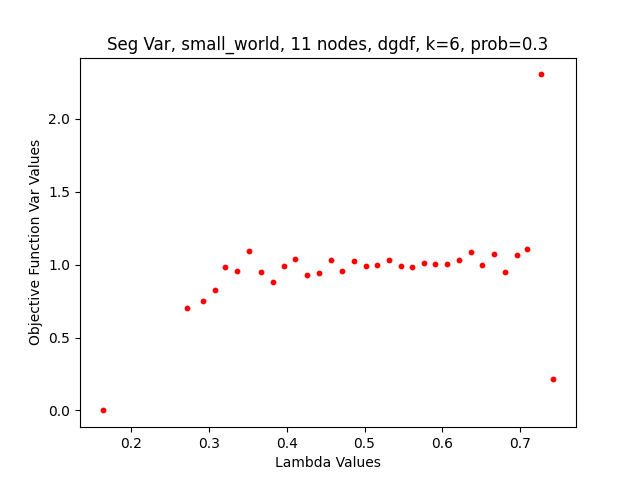 Seg Var, small_world, 11 nodes, dgdf, k=6, prob=0.3
Objective Function Var Values
2.0
1.5
1.0
0.5
0.0
0.2 0.3 0.4 0.5 0.6 0.7
Lambda Values